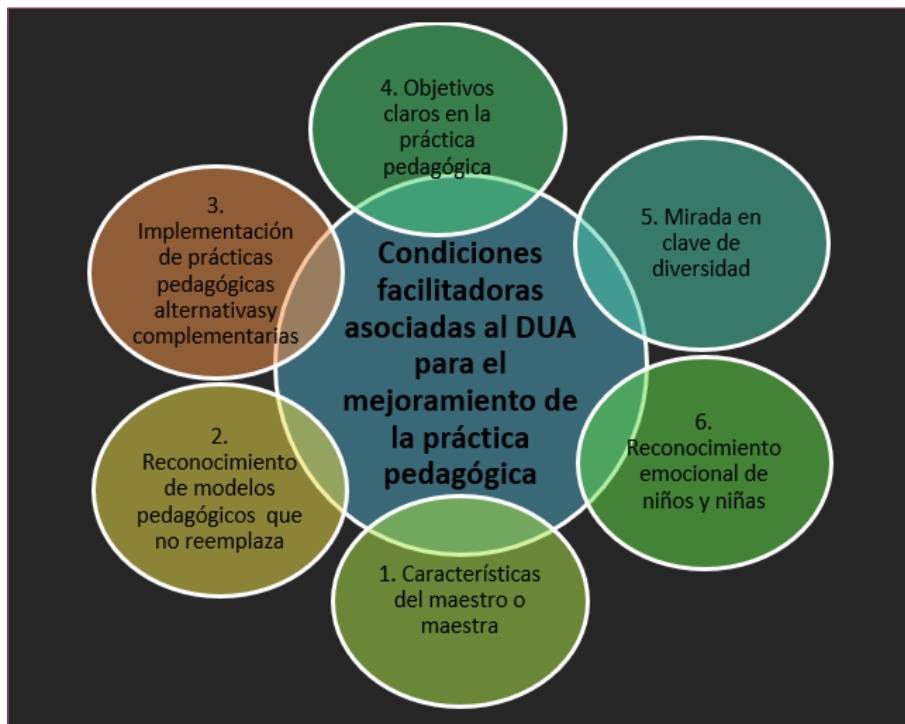 4. Objetivos
claros en la
práctica
pedagógica
3.
Implementación
de prácticas
pedagógicas
alternativasy
complementarias
5. Mirada en
clave de
diversidad
Condiciones
facilitadoras
asociadas al DUA
para el
mejoramiento de
la práctica
pedagógica
2.
Reconocimiento
de modelos
pedagógicos que
no reemplaza
6.
Reconocimiento
emocional de
niños y niñas
1. Características
del maestro o
maestra